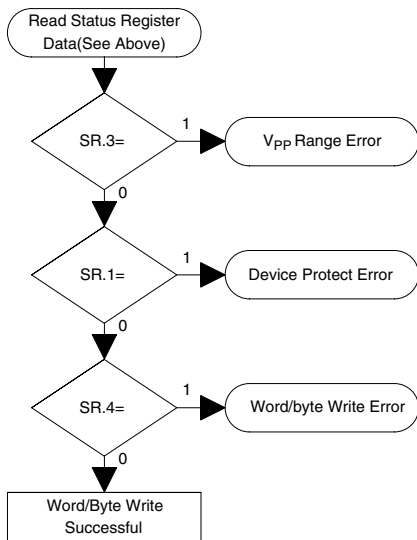 Read Status Register
Data(See Above)
SR.3=
1
VPP Range Error
0
SR.1=
1
Device Protect Error
0
SR.4=
1
Word/byte Write Error
0
Word/Byte Write
Successful